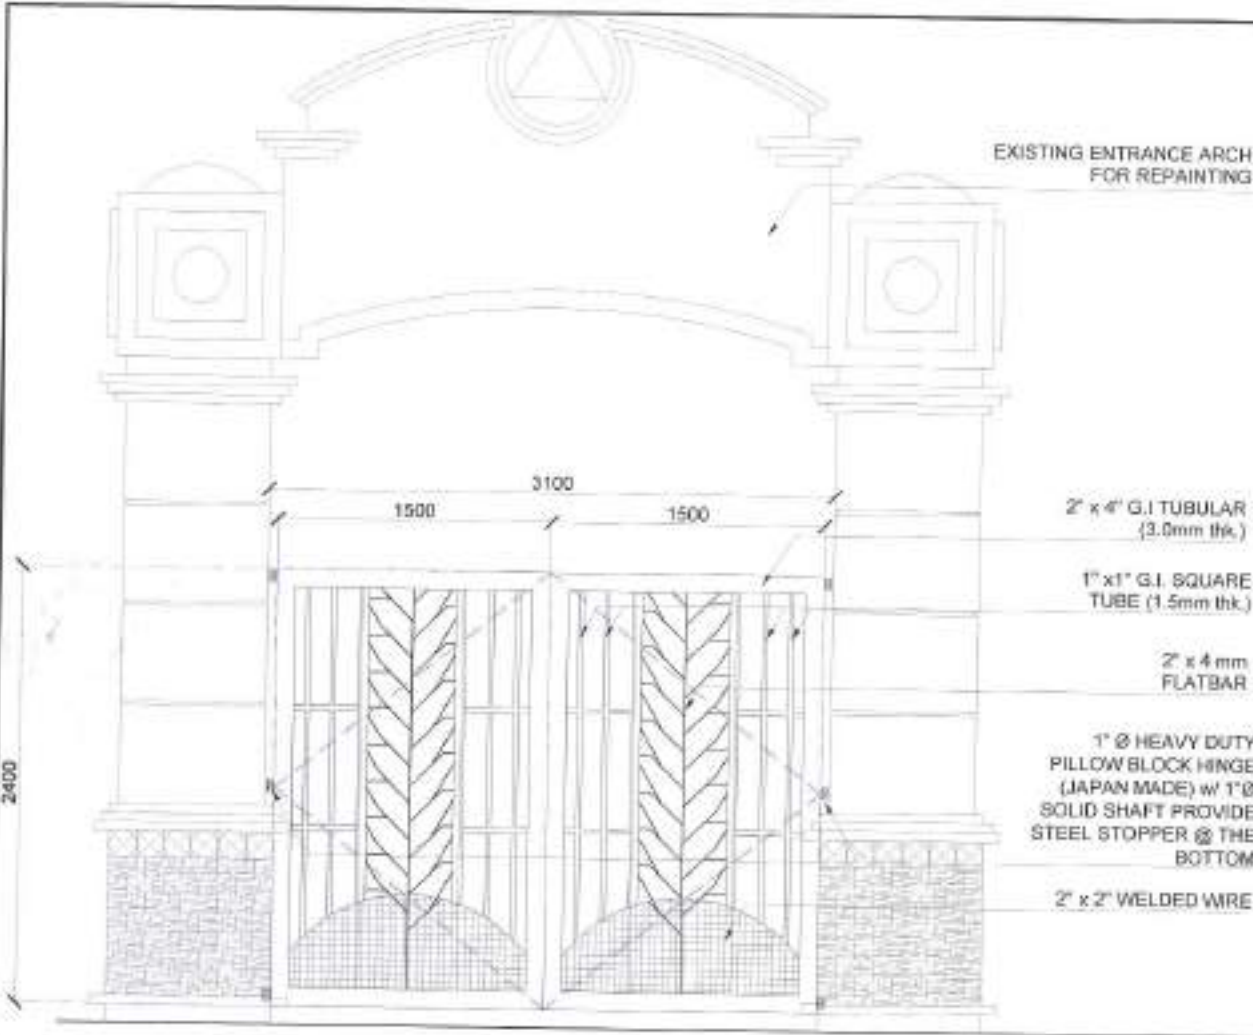 EXISTING ENTRANCE ARCH
FOR REPAINTING
3100
1500
1500
2" x 4" G.I TUBULAR
(3.0mm thk.)
1" x1" G.I. SQUARE
TUBE (1.5mm thk.)
2" x 4 mm
FLATBAR
2400
1" Ø HEAVY DUTY
PILLOW BLOCK HINGE
(JAPAN MADE) w/ 1"Ø
SOLID SHAFT PROVIDE
STEEL STOPPER @ THE
BOTTOM
2" x 2" WELDED WIRE